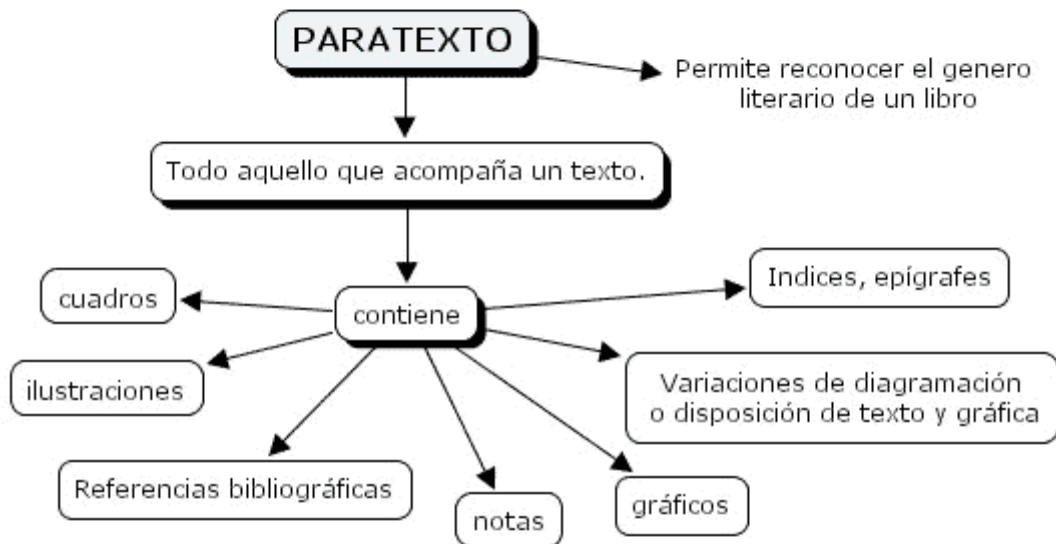 PARATEXTO
Permite reconocer el genero
literario de un libro
Todo aquello que acompaña un texto.
Indices, epígrafes
cuadros
contiene
ilustraciones
Variaciones de diagramación
o disposición de texto y gráfica
Referencias bibliográficas
notas
gráficos